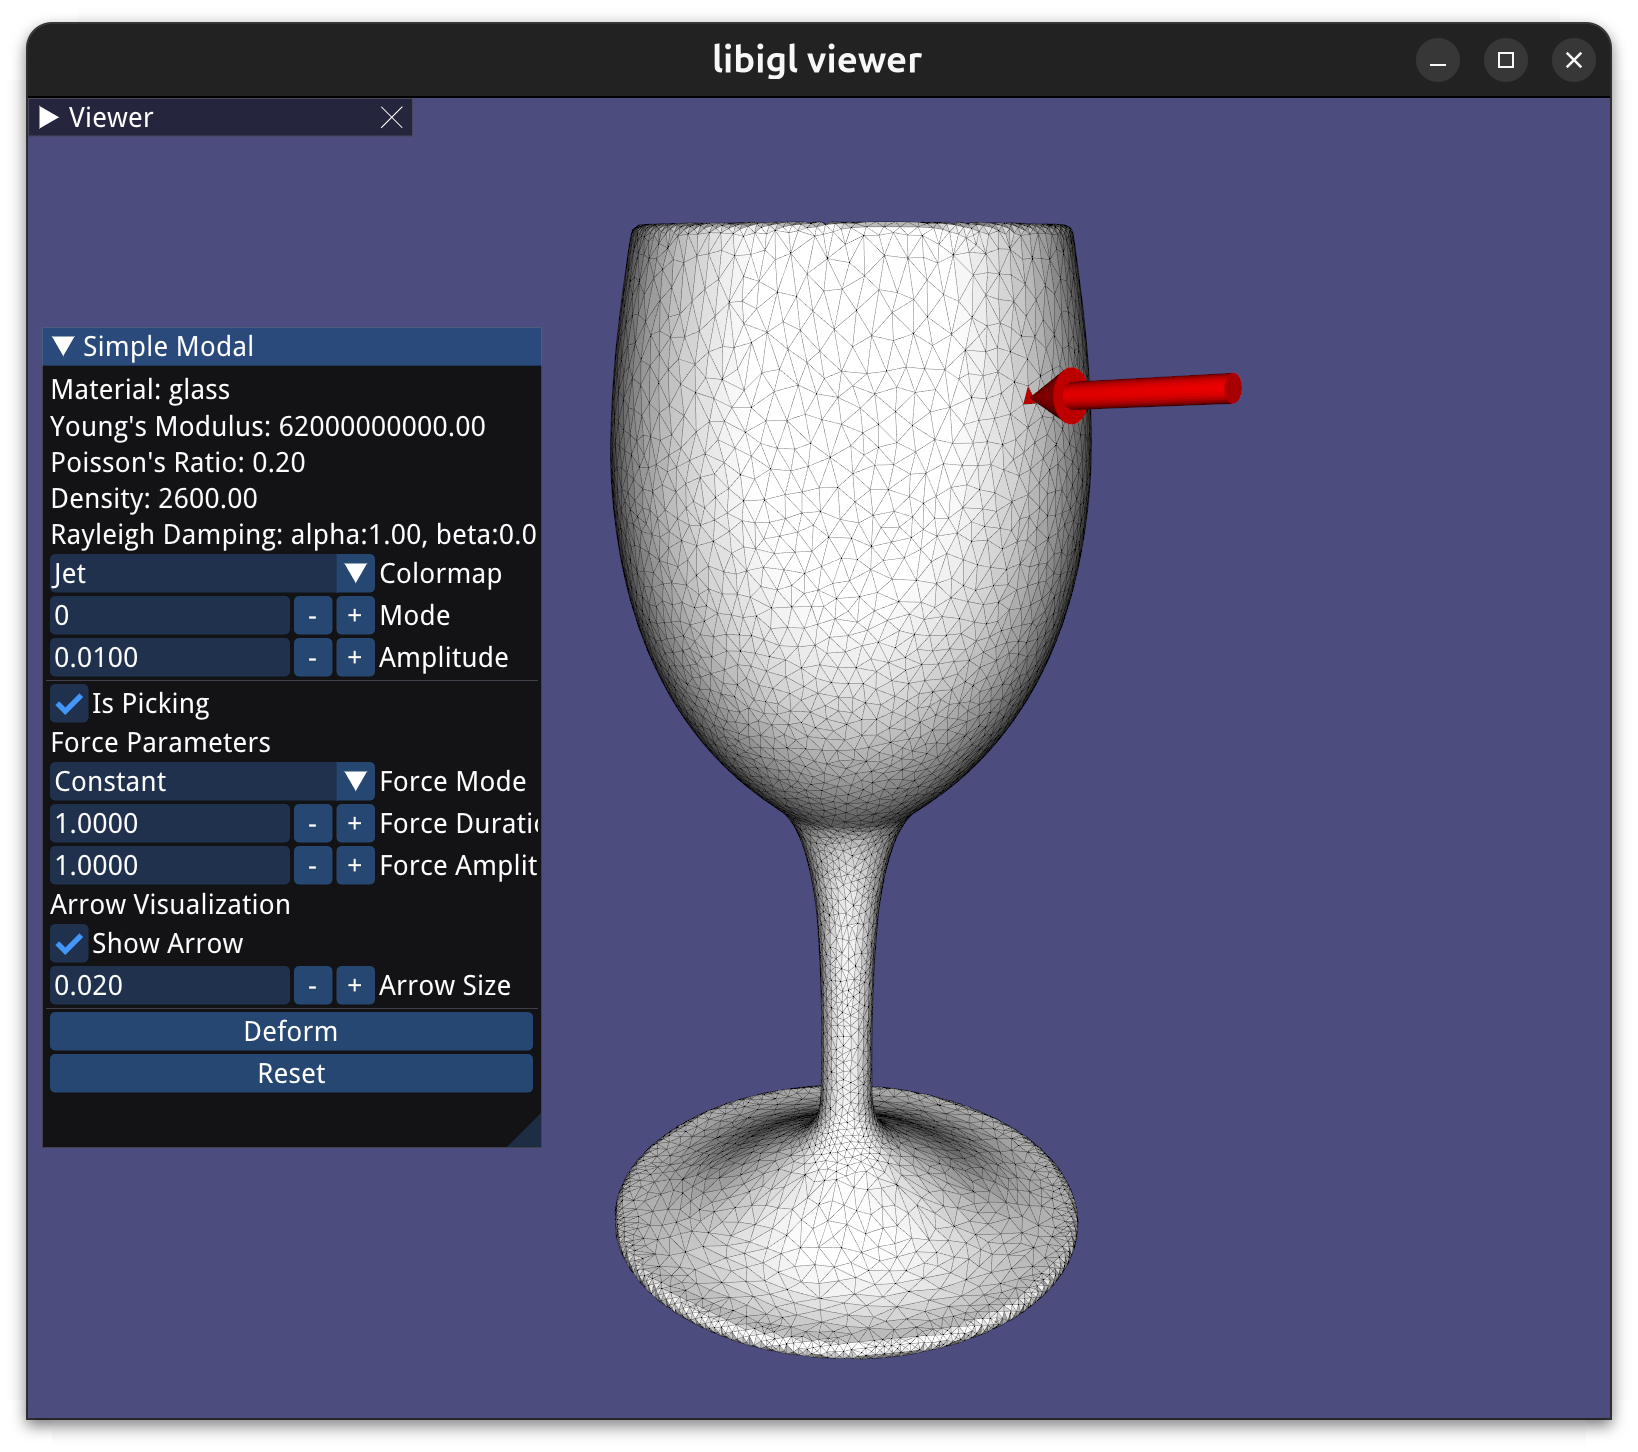 libigl viewer
Viewer
Simple Modal
Material: glass
Young's Modulus: 62000000000.00
Poisson's Ratio: 0.20
Density: 2600.00
Rayleigh Damping: alpha:1.00, beta:0.0
Jet Colormap
0 - + Mode
0.0100 - + Amplitude
Is Picking
Force Parameters
Constant Force Mode
1.0000 - + Force Durati
1.0000 - + Force Amplit
Arrow Visualization
Show Arrow
0.020 - + Arrow Size
Deform
Reset